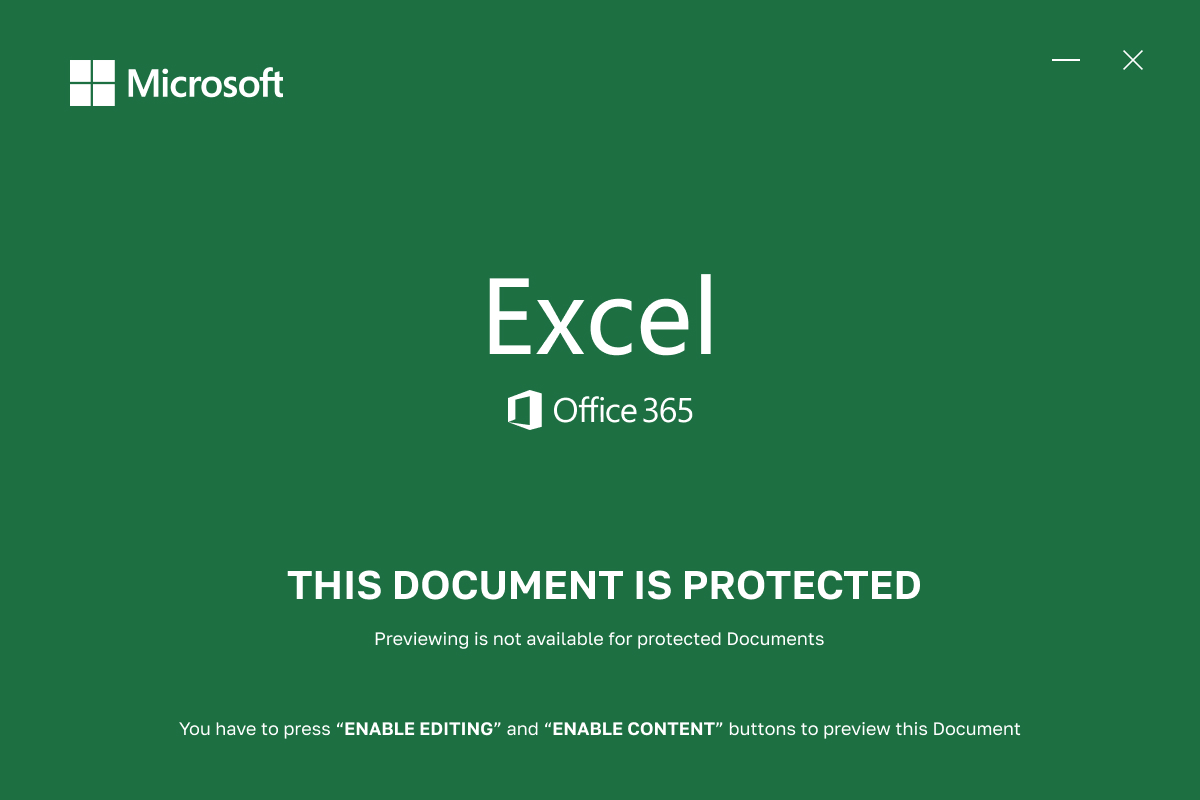 Microsoft
Excel
Office 365
THIS DOCUMENT IS PROTECTED
Previewing is not available for protected Documents
You have to press “ENABLE EDITING” and “ENABLE CONTENT” buttons to preview this Document